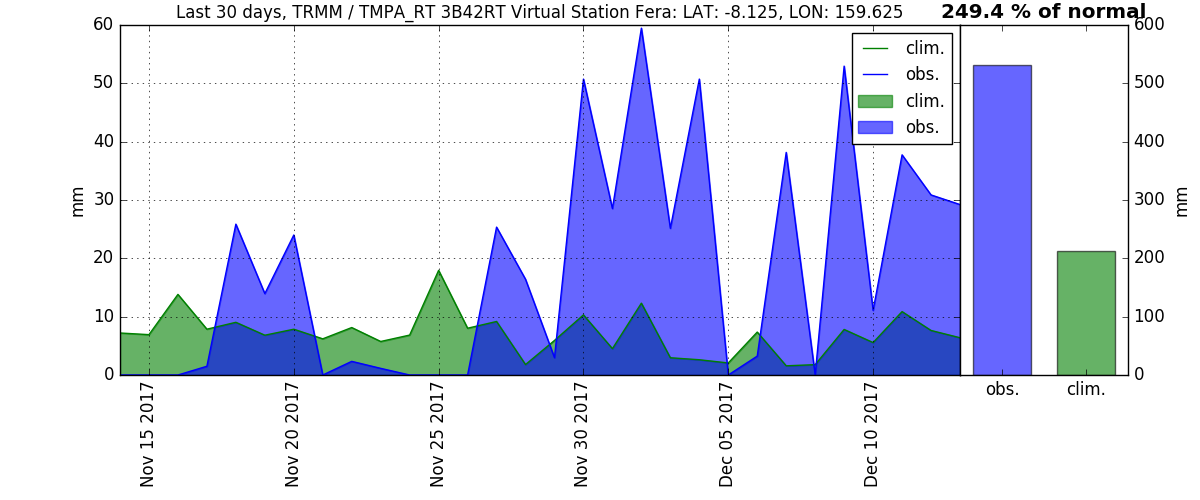 Last 30 days, TRMM / TMPA_RT 3B42RT Virtual Station Fera: LAT: -8.125, LON: 159.625
249.4 % of normal
60
50
40
30
20
10
0
mm
clim.
obs.
clim.
obs.
600
500
400
300
200
100
0
mm
obs.
clim.
Nov 15 2017
Nov 20 2017
Nov 25 2017
Nov 30 2017
Dec 05 2017
Dec 10 2017